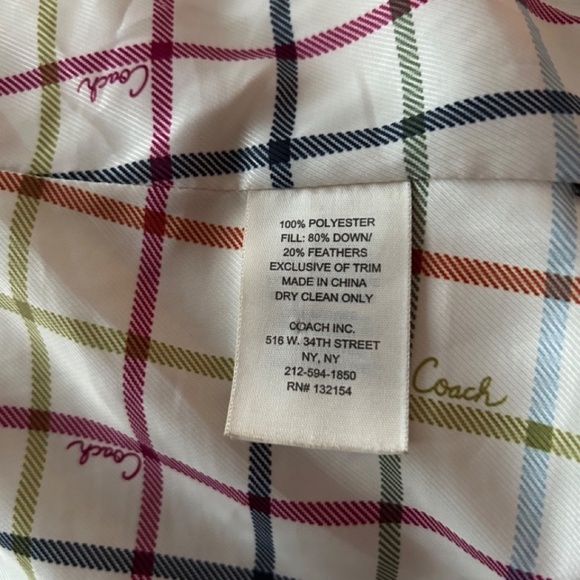 Coach
100% POLYESTER
FILL: 80% DOWN/
20% FEATHERS
EXCLUSIVE OF TRIM
MADE IN CHINA
DRY CLEAN ONLY
COACH INC.
516 W. 34TH STREET
NY, NY
212-594-1850
RN# 132154
Coach
Coach